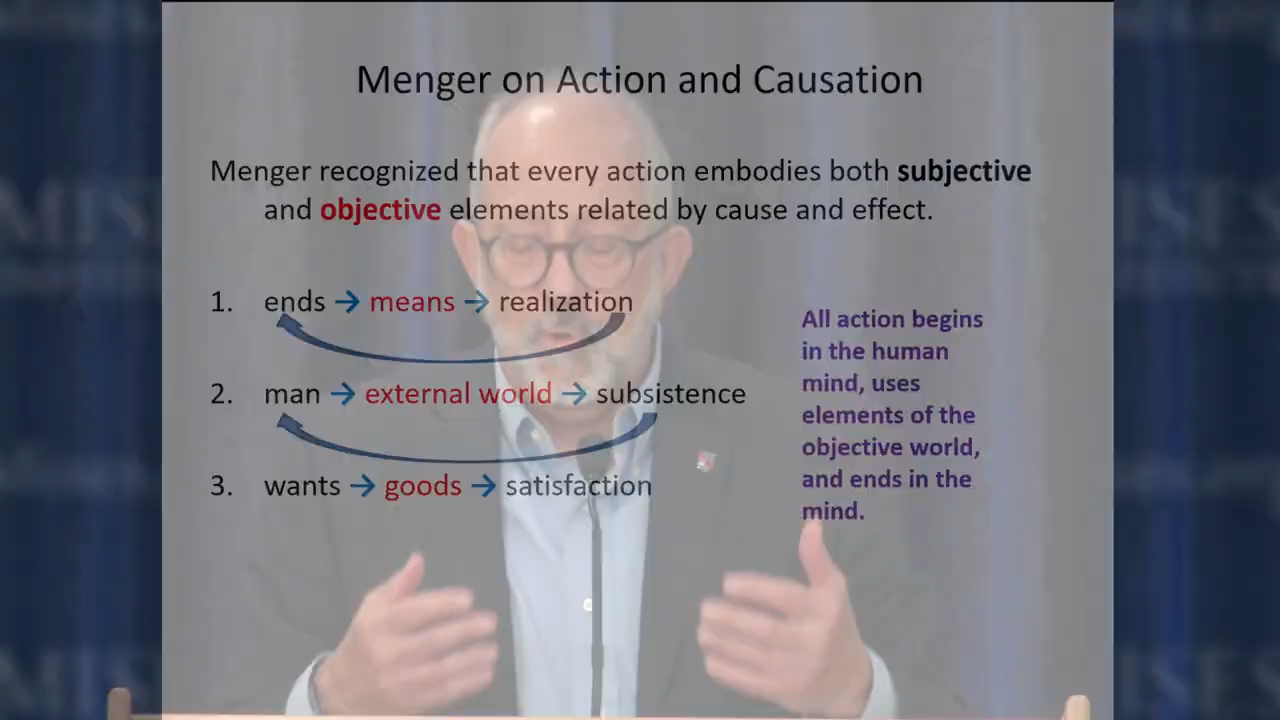 Menger on Action and Causation
Menger recognized that every action embodies both subjective
and objective elements related by cause and effect.
1. ends → means → realization
2. man → external world → subsistence
3. wants → goods → satisfaction
All action begins
in the human
mind, uses
elements of the
objective world,
and ends in the
mind.